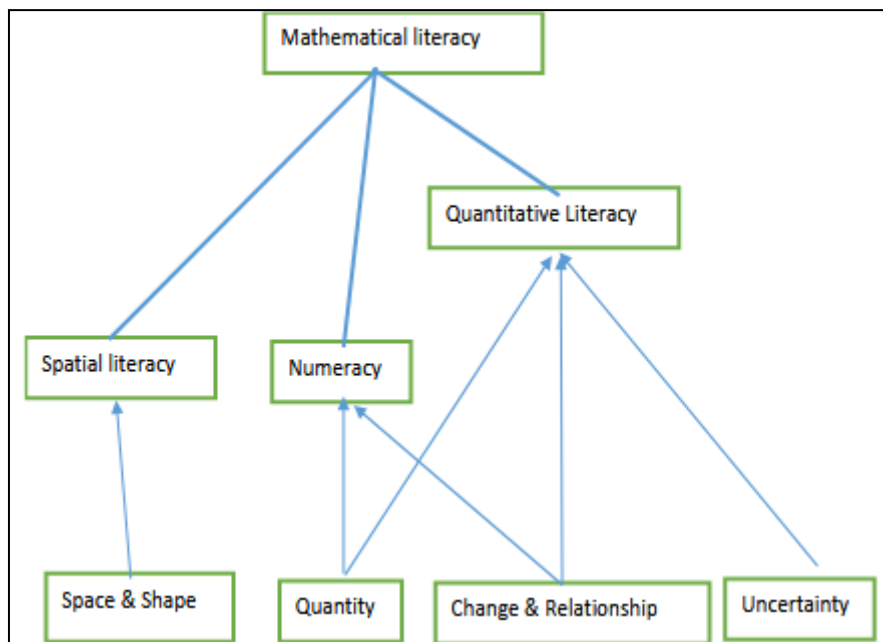 Mathematical literacy
Quantitative Literacy
Spatial literacy
Numeracy
Space & Shape
Quantity
Change & Relationship
Uncertainty